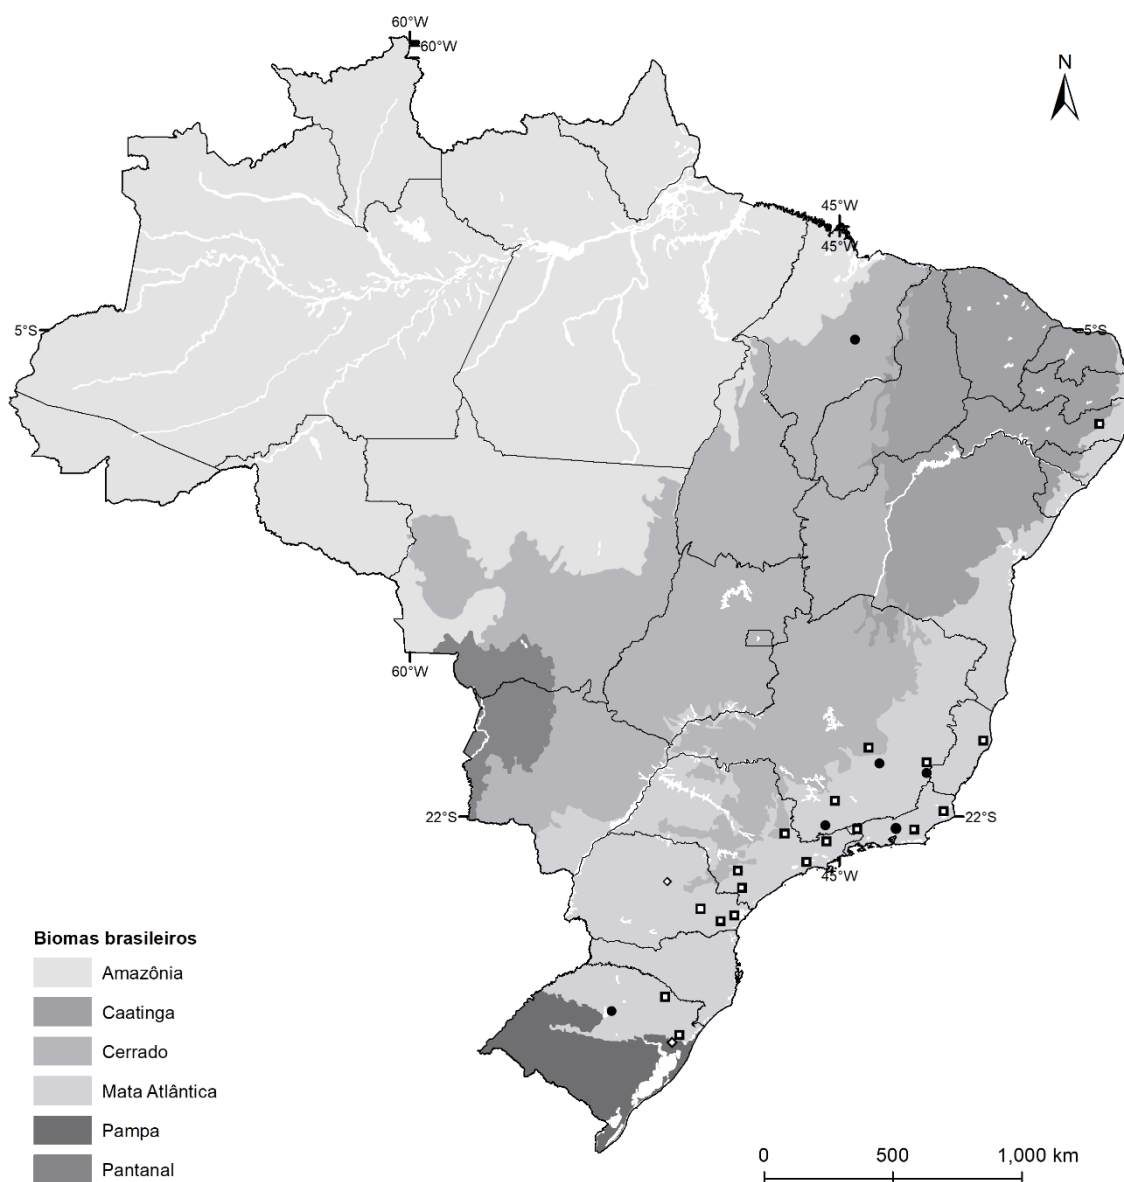 60°W
60°W
N
45°W
45°W
5°S
5°S
60°W
22°S
22°S
45°W
Biomas brasileiros
Amazônia
Caatinga
Cerrado
Mata Atlântica
Pampa
Pantanal
0 500 1,000 km